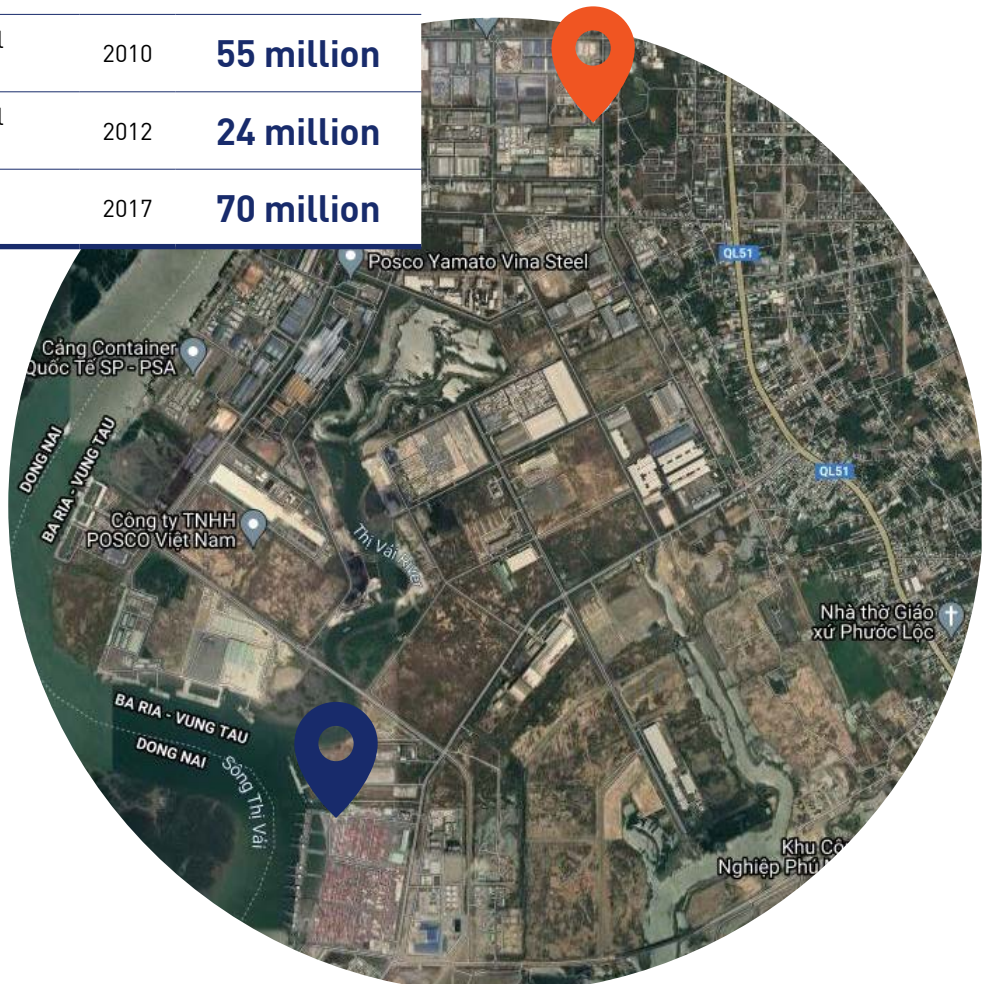 2010 55 million
2012 24 million
2017 70 million
Posco Yamato Vina Steel
QL51
Cảng Container
Quốc Tế SP - PSA
DONG NAI
BA RIA - VUNG TAU
QL51
Công ty TNHH
POSCO Việt Nam
Thị Vải River
Nhà thờ Giáo
xứ Phước Lộc
BA RIA - VUNG TAU
DONG NAI
Sông Thị Vải
Khu Cô
Nghiệp Phú